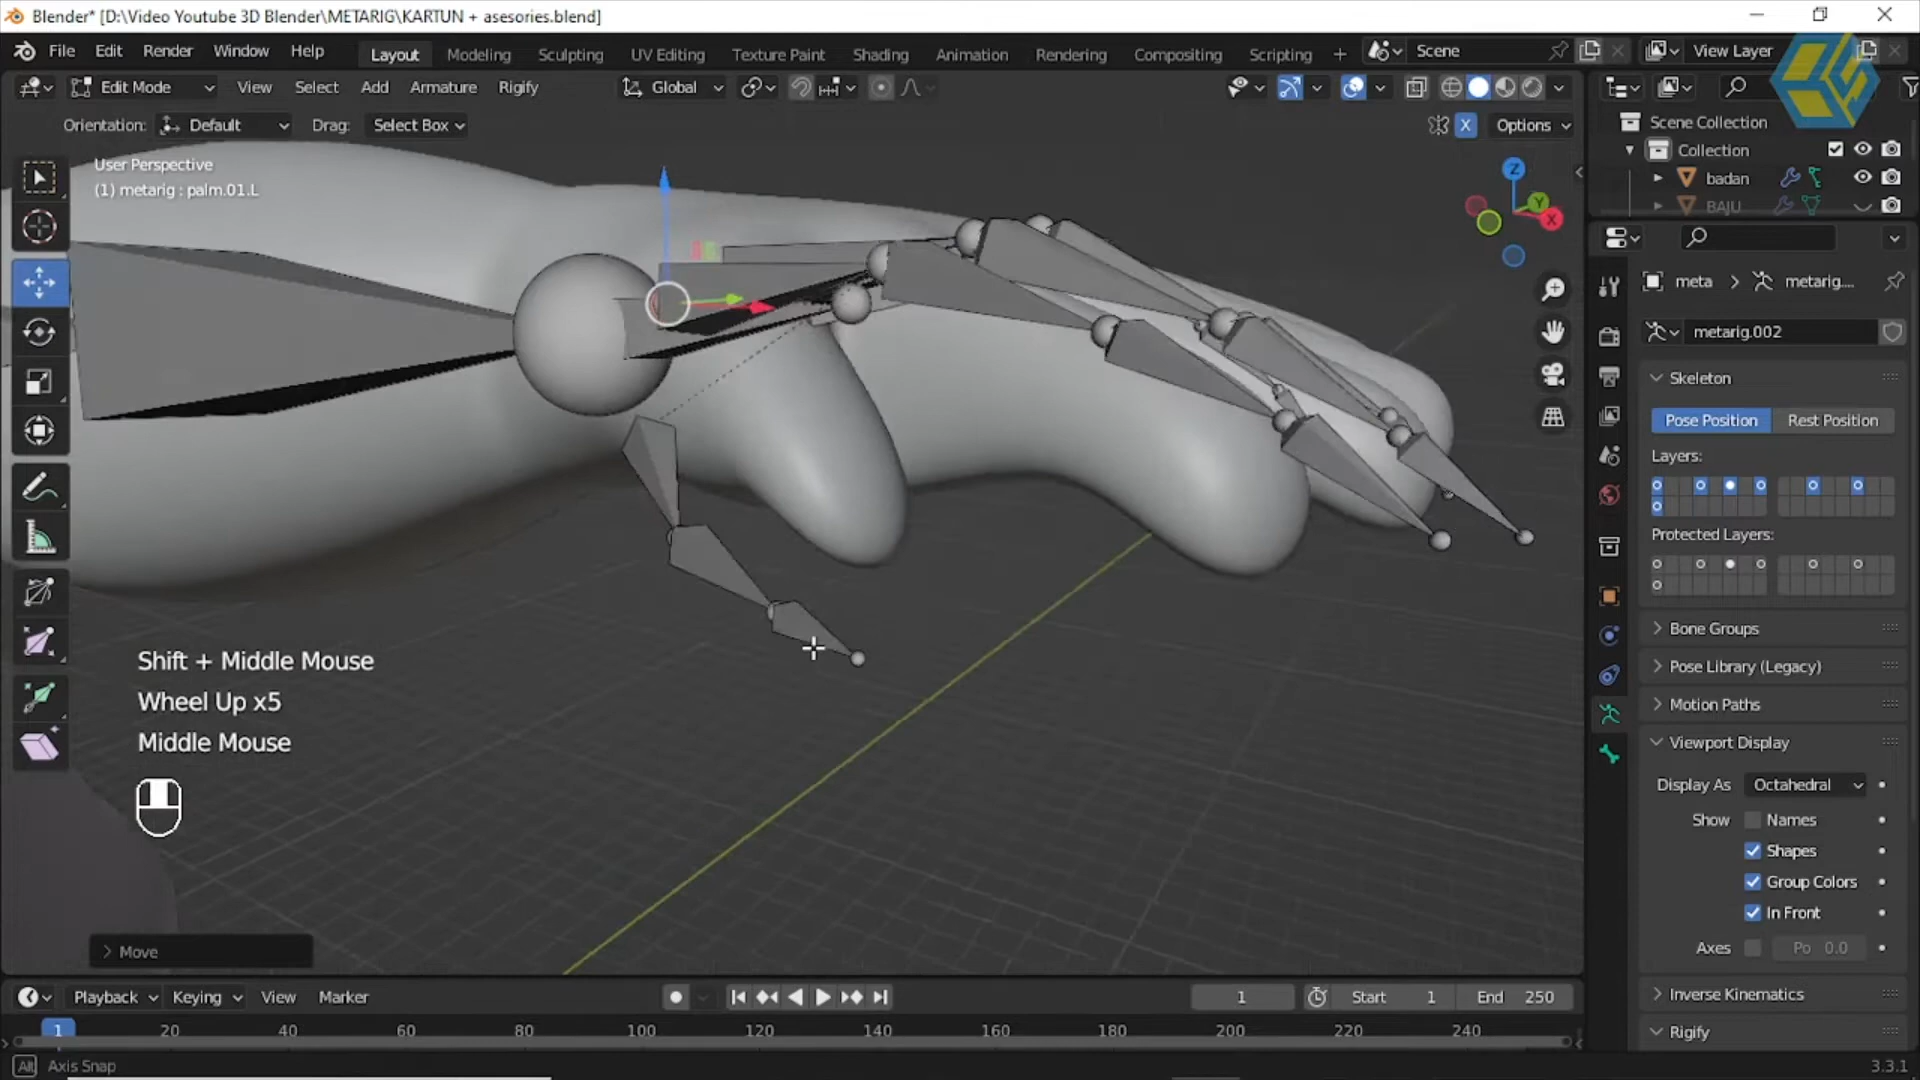 Blender* [D:\Video Youtube 3D Blender\METARIG\KARTUN + asesories.blend]
File Edit Render Window Help Layout Modeling Sculpting UV Editing Texture Paint Shading Animation Rendering Compositing Scripting + Scene View Layer
Edit Mode View Select Add Armature Rigify Global
Orientation: Default Drag: Select Box X Options
Scene Collection
Collection
badan
BAJU
User Perspective
(1) metarig : palm.01.L
Z
Y
X
meta metarig....
metarig.002
Skeleton
Pose Position Rest Position
Layers:
Protected Layers:
Bone Groups
Pose Library (Legacy)
Motion Paths
Viewport Display
Display As Octahedral
Show Names
Shapes
Group Colors
In Front
Axes Po 0.0
Inverse Kinematics
Rigify
Shift + Middle Mouse
Wheel Up x5
Middle Mouse
Move
Playback Keying View Marker 1 Start 1 End 250
1 20 40 60 80 100 120 140 160 180 200 220 240
Alt Axis Snap 3.3.1